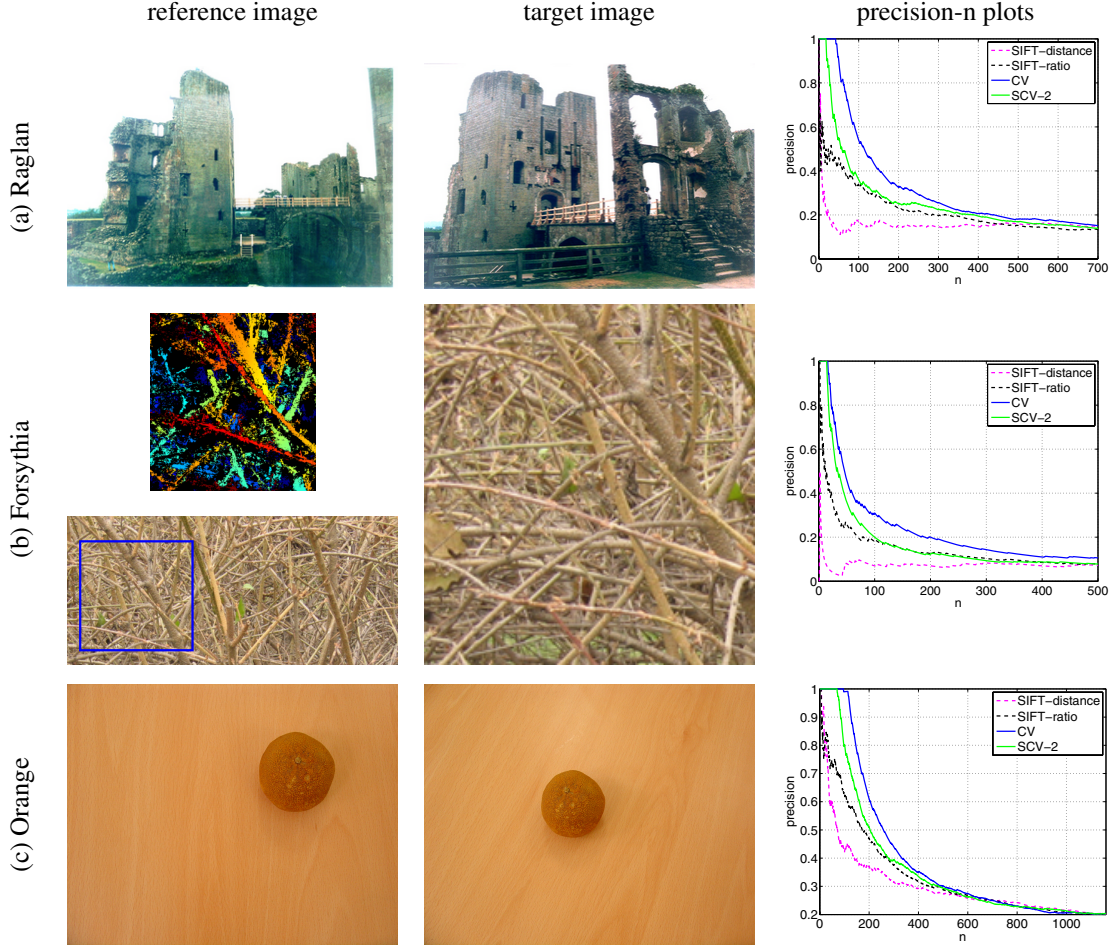 reference image
target image
precision-n plots
(a) Raglan
precision
1
0.8
0.6
0.4
0.2
0
0 100 200 300 400 500 600 700
n
SIFT−distance
SIFT−ratio
CV
SCV−2
(b) Forsythia
precision
1
0.8
0.6
0.4
0.2
0
0 100 200 300 400 500
n
SIFT−distance
SIFT−ratio
CV
SCV−2
(c) Orange
precision
1
0.9
0.8
0.7
0.6
0.5
0.4
0.3
0.2
0 200 400 600 800 1000
n
SIFT−distance
SIFT−ratio
CV
SCV−2